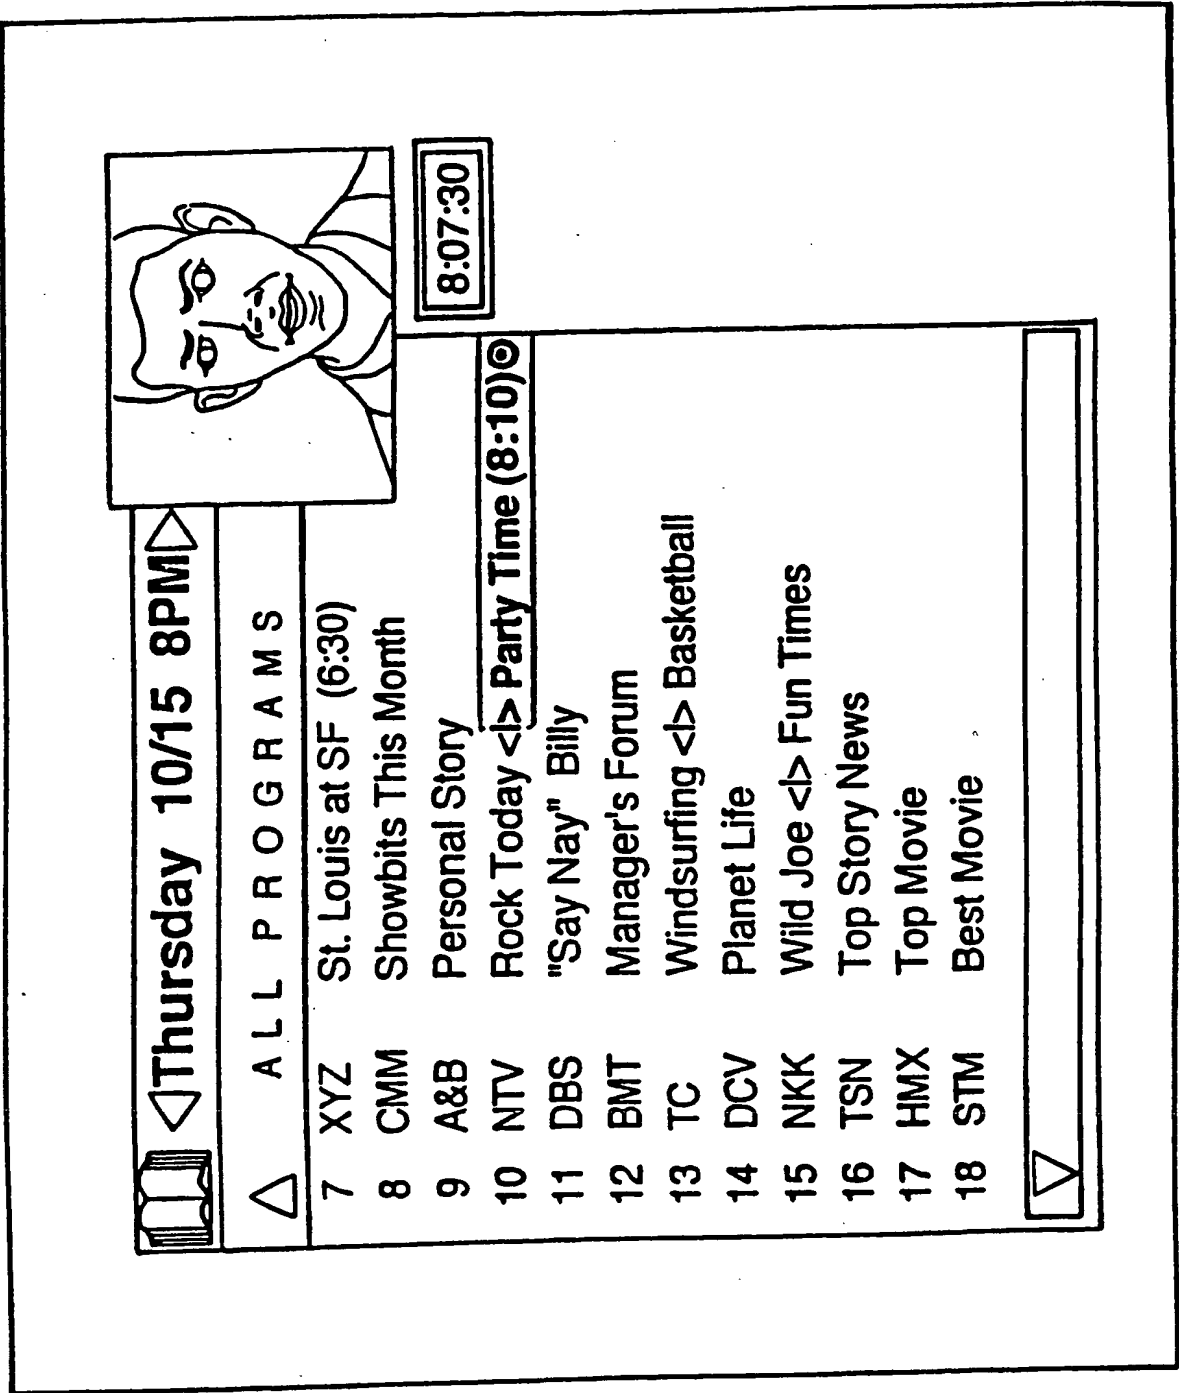 Thursday 10/15 8PM
ALL PROGRAMS
8:07:30
7 XYZ St. Louis at SF (6:30)
8 CMM Showbits This Month
9 A&B Personal Story
10 NTV Rock Today <I> Party Time (8:10)
11 DBS "Say Nay" Billy
12 BMT Manager's Forum
13 TC Windsurfing <I> Basketball
14 DCV Planet Life
15 NKK Wild Joe <I> Fun Times
16 TSN Top Story News
17 HMX Top Movie
18 STM Best Movie